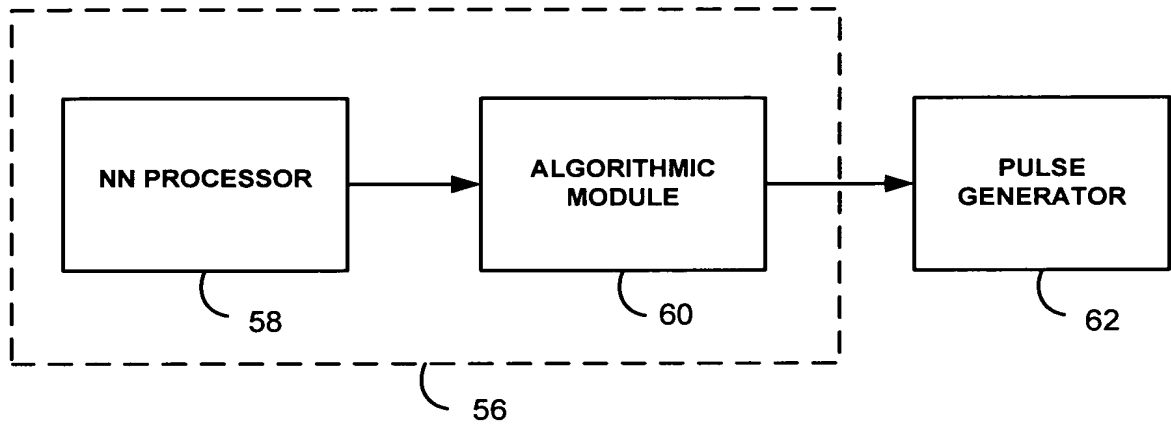 NN PROCESSOR
ALGORITHMIC
MODULE
PULSE
GENERATOR
58
60
62
56